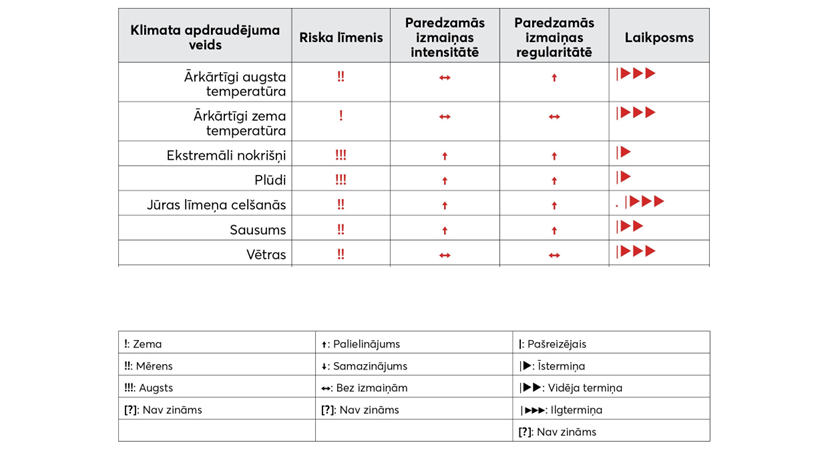 Klimata apdraudējuma veids | Riska līmenis | Paredzamās izmaiņas intensitātē | Paredzamās izmaiņas regularitātē | Laikposms
Ārkārtīgi augsta temperatūra | !! | ↔ | ↑ | |▶▶▶
Ārkārtīgi zema temperatūra | ! | ↔ | ↔ | |▶▶▶
Ekstremāli nokrišņi | !!! | ↑ | ↑ | |▶
Plūdi | !!! | ↑ | ↑ | |▶
Jūras līmeņa celšanās | !! | ↑ | ↑ | . |▶▶▶
Sausums | !! | ↑ | ↑ | |▶▶
Vētras | !! | ↔ | ↔ | |▶▶▶
!: Zema | ↑: Palielinājums | |: Pašreizējais
!!: Mērens | ↓: Samazinājums | |▶: Īstermiņa
!!!: Augsts | ↔: Bez izmaiņām | |▶▶: Vidēja termiņa
[?]: Nav zināms | [?]: Nav zināms | |▶▶▶: Ilgtermiņa
[?]: Nav zināms